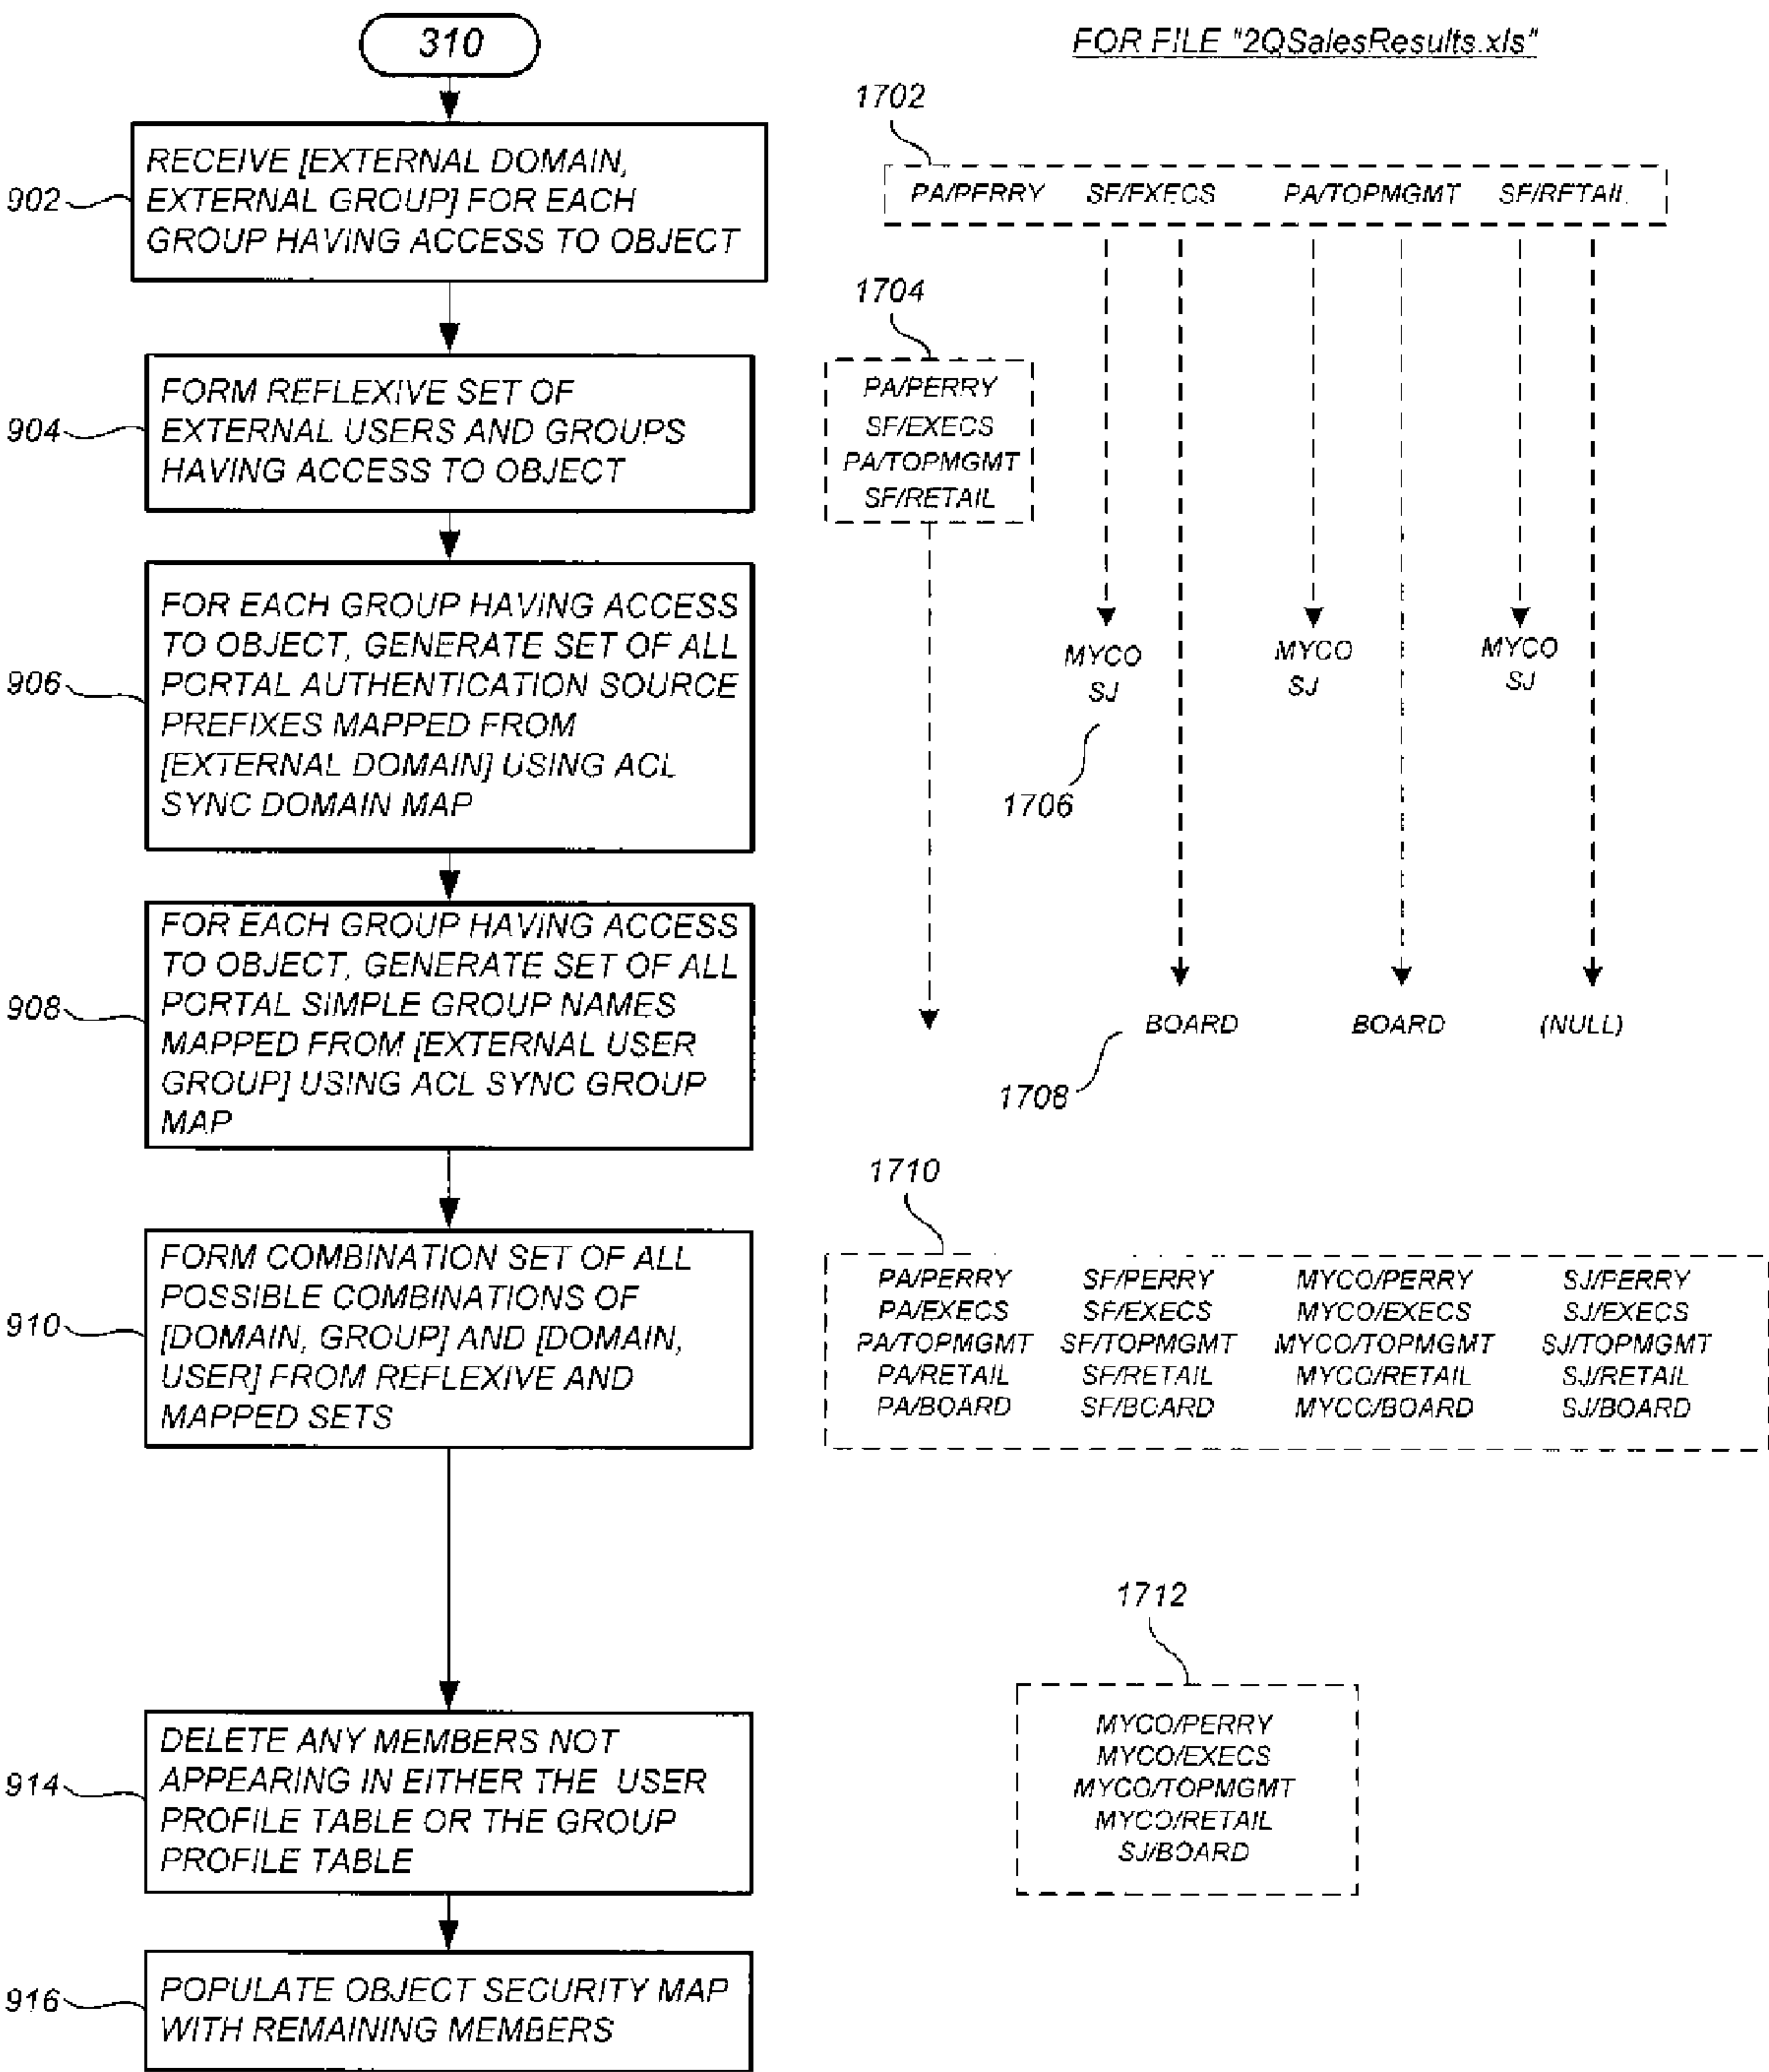 310
FOR FILE "2QSalesResults.xls"
902
RECEIVE [EXTERNAL DOMAIN,
EXTERNAL GROUP] FOR EACH
GROUP HAVING ACCESS TO OBJECT
1702
PA/PERRY SF/EXECS PA/TOPMGMT SF/RETAIL
904
FORM REFLEXIVE SET OF
EXTERNAL USERS AND GROUPS
HAVING ACCESS TO OBJECT
1704
PA/PERRY
SF/EXECS
PA/TOPMGMT
SF/RETAIL
906
FOR EACH GROUP HAVING ACCESS
TO OBJECT, GENERATE SET OF ALL
PORTAL AUTHENTICATION SOURCE
PREFIXES MAPPED FROM
[EXTERNAL DOMAIN] USING ACL
SYNC DOMAIN MAP
MYCO MYCO MYCO
SJ SJ SJ
1706
908
FOR EACH GROUP HAVING ACCESS
TO OBJECT, GENERATE SET OF ALL
PORTAL SIMPLE GROUP NAMES
MAPPED FROM [EXTERNAL USER
GROUP] USING ACL SYNC GROUP
MAP
BOARD BOARD (NULL)
1708
910
FORM COMBINATION SET OF ALL
POSSIBLE COMBINATIONS OF
[DOMAIN, GROUP] AND [DOMAIN,
USER] FROM REFLEXIVE AND
MAPPED SETS
1710
PA/PERRY SF/PERRY MYCO/PERRY SJ/PERRY
PA/EXECS SF/EXECS MYCO/EXECS SJ/EXECS
PA/TOPMGMT SF/TOPMGMT MYCO/TOPMGMT SJ/TOPMGMT
PA/RETAIL SF/RETAIL MYCO/RETAIL SJ/RETAIL
PA/BOARD SF/BOARD MYCO/BOARD SJ/BOARD
914
DELETE ANY MEMBERS NOT
APPEARING IN EITHER THE USER
PROFILE TABLE OR THE GROUP
PROFILE TABLE
1712
MYCO/PERRY
MYCO/EXECS
MYCO/TOPMGMT
MYCO/RETAIL
SJ/BOARD
916
POPULATE OBJECT SECURITY MAP
WITH REMAINING MEMBERS